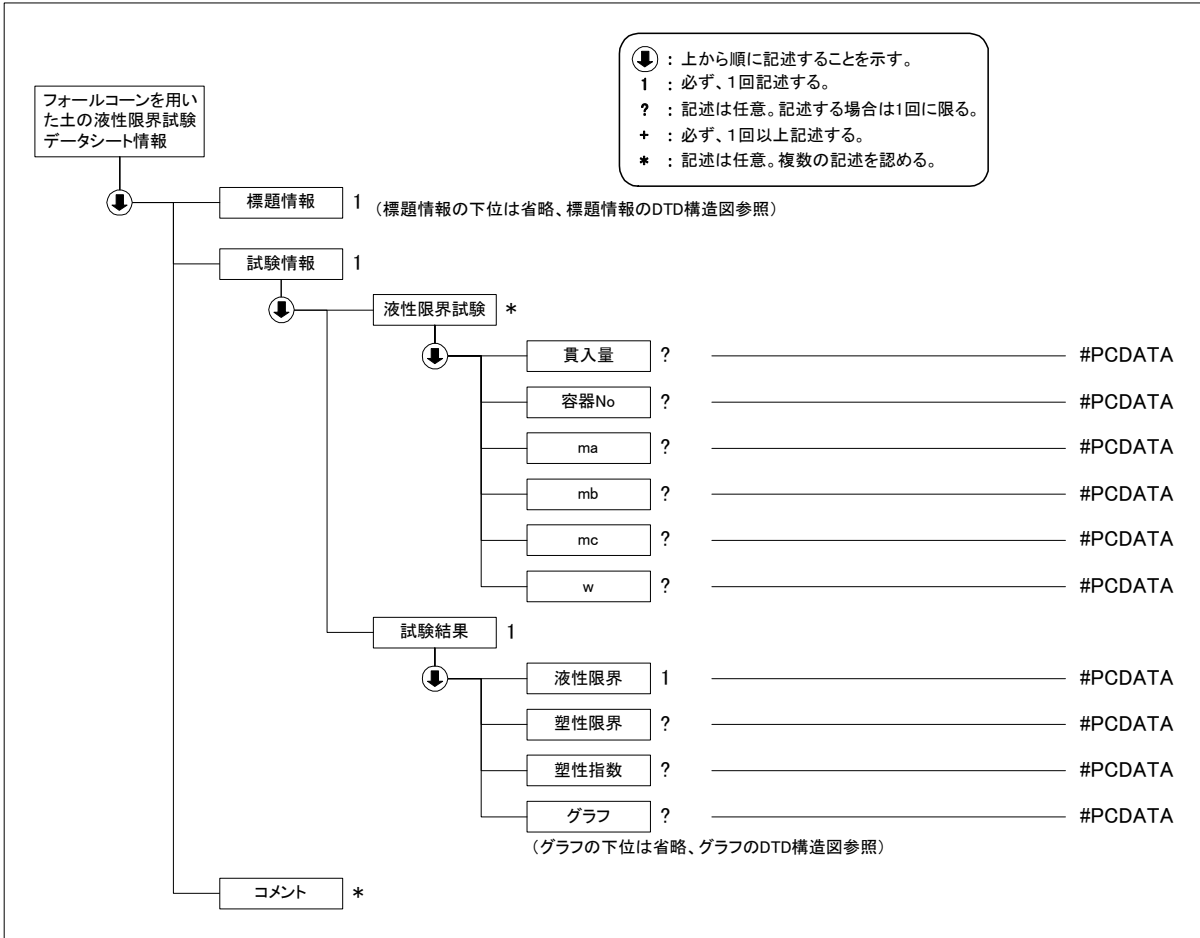 ⬇ : 上から順に記述することを示す。
1 : 必ず、1回記述する。
? : 記述は任意。記述する場合は1回に限る。
+ : 必ず、1回以上記述する。
* : 記述は任意。複数の記述を認める。
フォールコーンを用い
た土の液性限界試験
データシート情報
標題情報 1 (標題情報の下位は省略、標題情報のDTD構造図参照)
試験情報 1
液性限界試験 *
貫入量 ? #PCDATA
容器No ? #PCDATA
ma ? #PCDATA
mb ? #PCDATA
mc ? #PCDATA
w ? #PCDATA
試験結果 1
液性限界 1 #PCDATA
塑性限界 ? #PCDATA
塑性指数 ? #PCDATA
グラフ ? #PCDATA
(グラフの下位は省略、グラフのDTD構造図参照)
コメント *